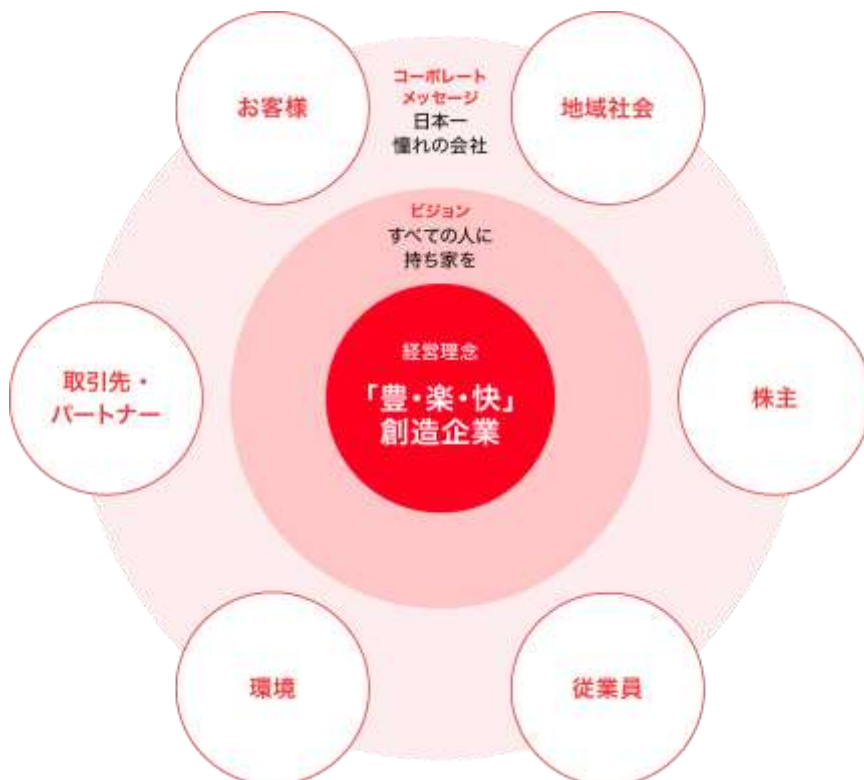 お客様
コーポレート
メッセージ
日本一
憧れの会社
地域社会
ビジョン
すべての人に
持ち家を
取引先・
パートナー
経営理念
「豊・楽・快」
創造企業
株主
環境
従業員